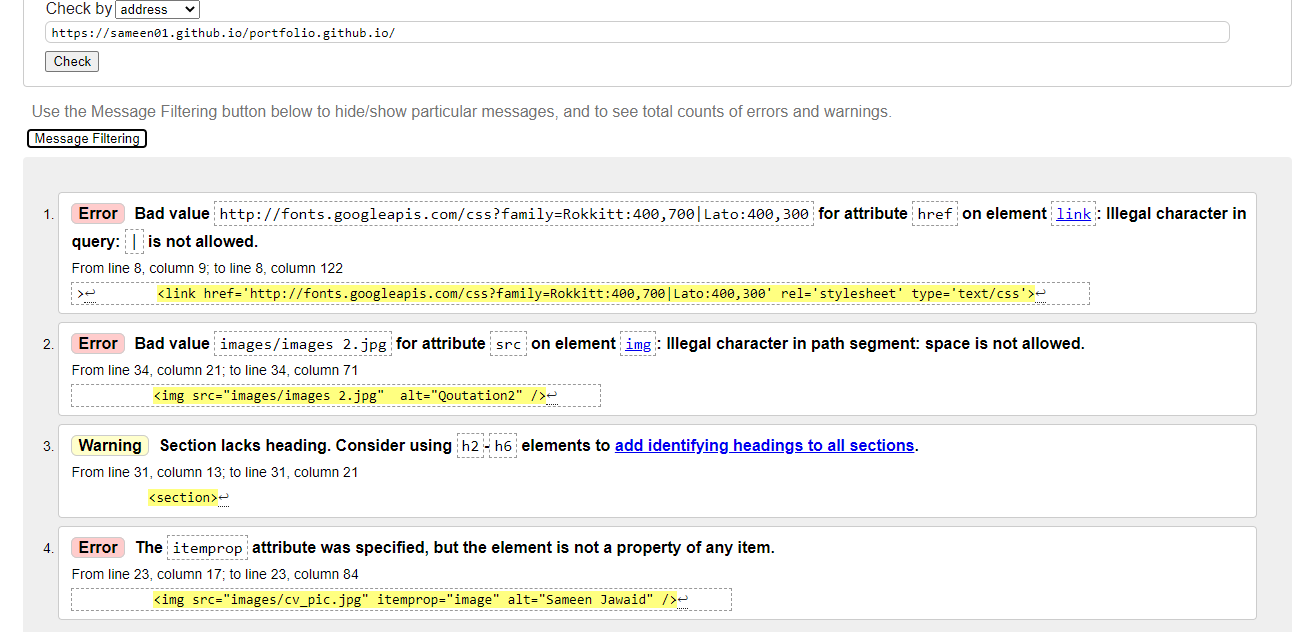 Check by address
https://sameen01.github.io/portfolio.github.io/
Check
Use the Message Filtering button below to hide/show particular messages, and to see total counts of errors and warnings.
Message Filtering
1. Error Bad value http://fonts.googleapis.com/css?family=Rokkitt:400,700|Lato:400,300 for attribute href on element link: Illegal character in
query: | is not allowed.
From line 8, column 9; to line 8, column 122
>↩ <link href='http://fonts.googleapis.com/css?family=Rokkitt:400,700|Lato:400,300' rel='stylesheet' type='text/css'>↩
2. Error Bad value images/images 2.jpg for attribute src on element img: Illegal character in path segment: space is not allowed.
From line 34, column 21; to line 34, column 71
<img src="images/images 2.jpg"  alt="Qoutation2" />↩
3. Warning Section lacks heading. Consider using h2-h6 elements to add identifying headings to all sections.
From line 31, column 13; to line 31, column 21
<section>↩
4. Error The itemprop attribute was specified, but the element is not a property of any item.
From line 23, column 17; to line 23, column 84
<img src="images/cv_pic.jpg" itemprop="image" alt="Sameen Jawaid" />↩